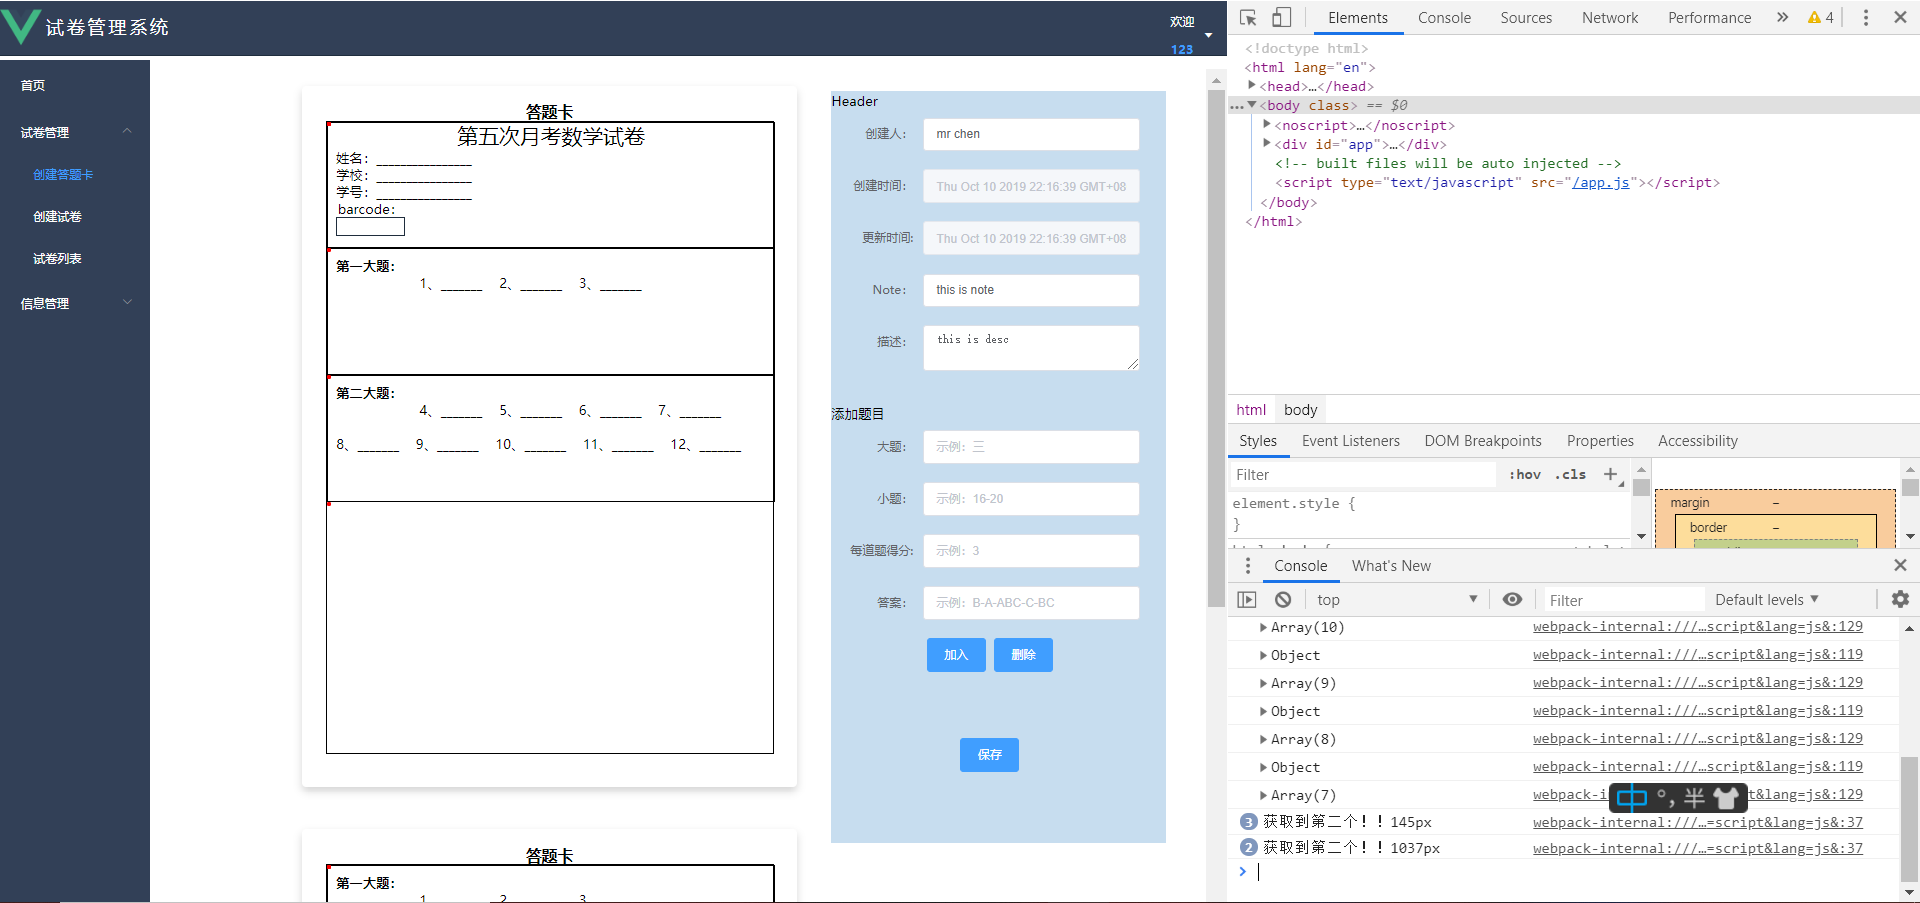 试卷管理系统
欢迎
123
首页
试卷管理
创建答题卡
创建试卷
试卷列表
信息管理
答题卡
第五次月考数学试卷
姓名：_______________
学校：_______________
学号：_______________
barcode：
第一大题：
1、_______ 2、_______ 3、_______
第二大题：
4、_______ 5、_______ 6、_______ 7、_______
8、_______ 9、_______ 10、_______ 11、_______ 12、_______
答题卡
第一大题：
1 2 3
Header
创建人： mr chen
创建时间： Thu Oct 10 2019 22:16:39 GMT+08
更新时间: Thu Oct 10 2019 22:16:39 GMT+08
Note： this is note
描述： this is desc
添加题目
大题： 示例：三
小题： 示例：16-20
每道题得分: 示例：3
答案： 示例：B-A-ABC-C-BC
加入 删除
保存
Elements Console Sources Network Performance » 4
<!doctype html>
<html lang="en">
<head>…</head>
<body class> == $0
<noscript>…</noscript>
<div id="app">…</div>
<!-- built files will be auto injected -->
<script type="text/javascript" src="/app.js"></script>
</body>
</html>
html body
Styles Event Listeners DOM Breakpoints Properties Accessibility
Filter :hov .cls +
element.style {
}
margin –
border –
Console What's New
top Filter Default levels
Array(10) webpack-internal:///…script&lang=js&:129
Object webpack-internal:///…script&lang=js&:119
Array(9) webpack-internal:///…script&lang=js&:129
Object webpack-internal:///…script&lang=js&:119
Array(8) webpack-internal:///…script&lang=js&:129
Object webpack-internal:///…script&lang=js&:119
Array(7) webpack-i t&lang=js&:129
中 °, 半
3 获取到第二个！！145px webpack-internal:///…=script&lang=js&:37
2 获取到第二个！！1037px webpack-internal:///…=script&lang=js&:37